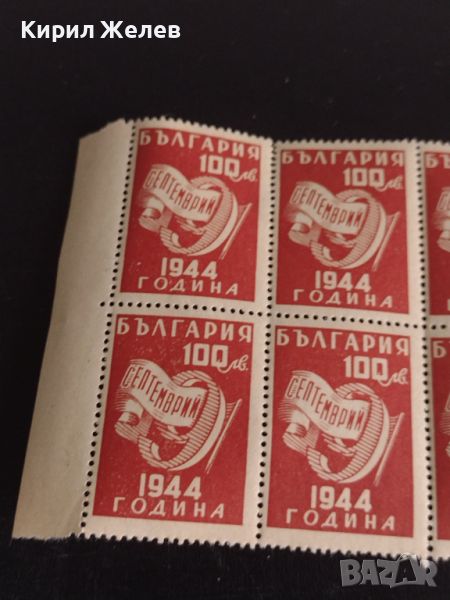 Кирил Желев
БЪЛГАРИЯ
100 лв.
СЕПТЕМВРИЙ
9
1944
ГОДИНА
БЪЛГАРИЯ
100 лв.
СЕПТЕМВРИЙ
9
1944
ГОДИНА
БЪЛГАРИЯ
100 лв.
СЕПТЕМВРИЙ
9
1944
ГОДИНА
БЪЛГАРИЯ
100 лв.
СЕПТЕМВРИЙ
9
1944
ГОДИНА
BAZAR